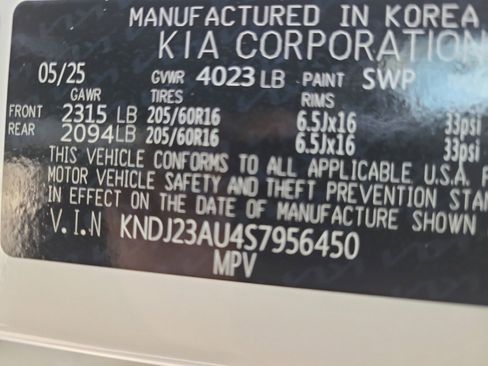 MANUFACTURED IN KOREA
KIA CORPORATION
05/25 GVWR 4023 LB PAINT SWP
GAWR TIRES RIMS
FRONT 2315 LB 205/60R16 6.5Jx16 33psi
REAR 2094 LB 205/60R16 6.5Jx16 33psi
THIS VEHICLE CONFORMS TO ALL APPLICABLE U.S.A. F
MOTOR VEHICLE SAFETY AND THEFT PREVENTION STAN
IN EFFECT ON THE DATE OF MANUFACTURE SHOWN
V.I.N KNDJ23AU4S7956450
MPV